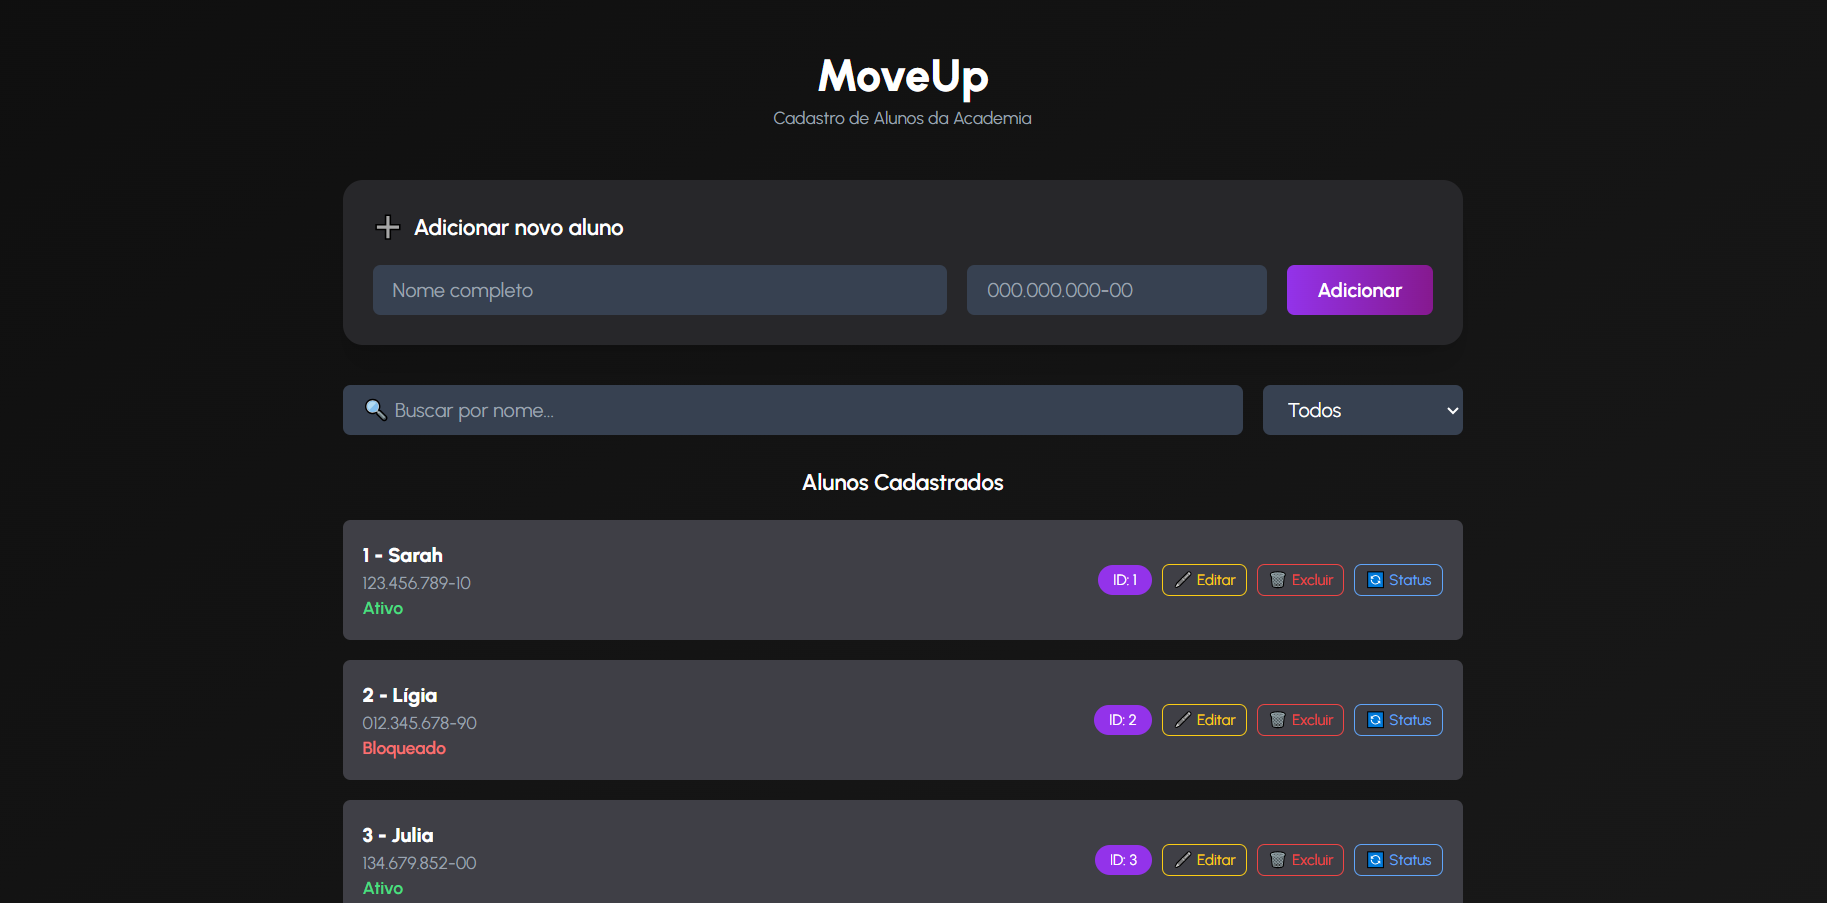 MoveUp
Cadastro de Alunos da Academia
Adicionar novo aluno
Nome completo 000.000.000-00 Adicionar
Buscar por nome... Todos
Alunos Cadastrados
1 - Sarah
123.456.789-10
Ativo
ID: 1 Editar Excluir Status
2 - Lígia
012.345.678-90
Bloqueado
ID: 2 Editar Excluir Status
3 - Julia
134.679.852-00
Ativo
ID: 3 Editar Excluir Status